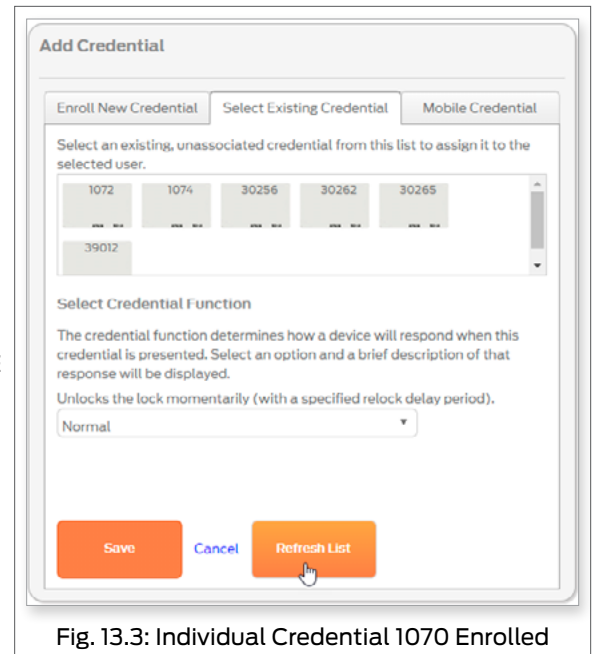 Add Credential
Enroll New Credential Select Existing Credential Mobile Credential
Select an existing, unassociated credential from this list to assign it to the
selected user.
1072 1074 30256 30262 30265
39012
Select Credential Function
The credential function determines how a device will respond when this
credential is presented. Select an option and a brief description of that
response will be displayed.
Unlocks the lock momentarily (with a specified relock delay period).
Normal
Save Cancel Refresh List
Fig. 13.3: Individual Credential 1070 Enrolled